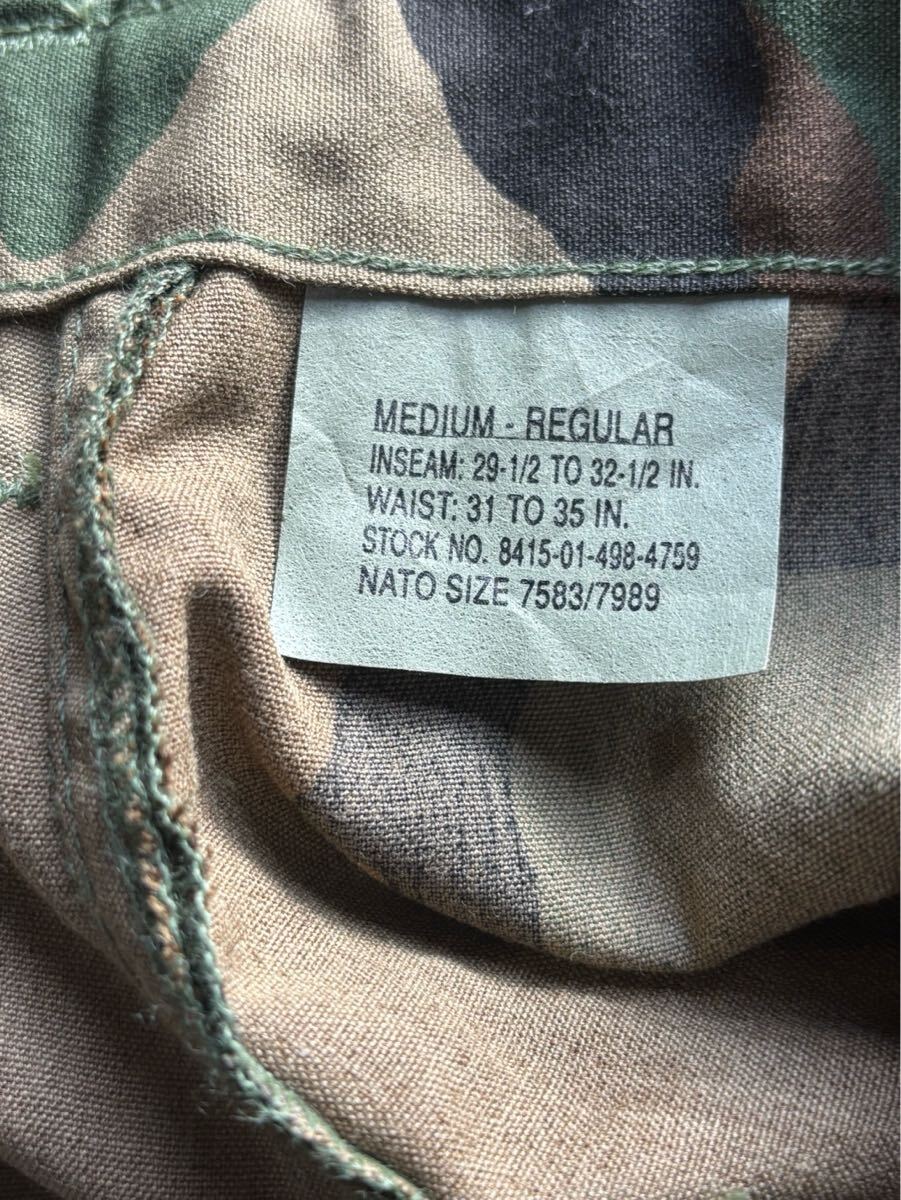 MEDIUM - REGULAR
INSEAM: 29-1/2 TO 32-1/2 IN.
WAIST: 31 TO 35 IN.
STOCK NO. 8415-01-498-4759
NATO SIZE 7583/7989